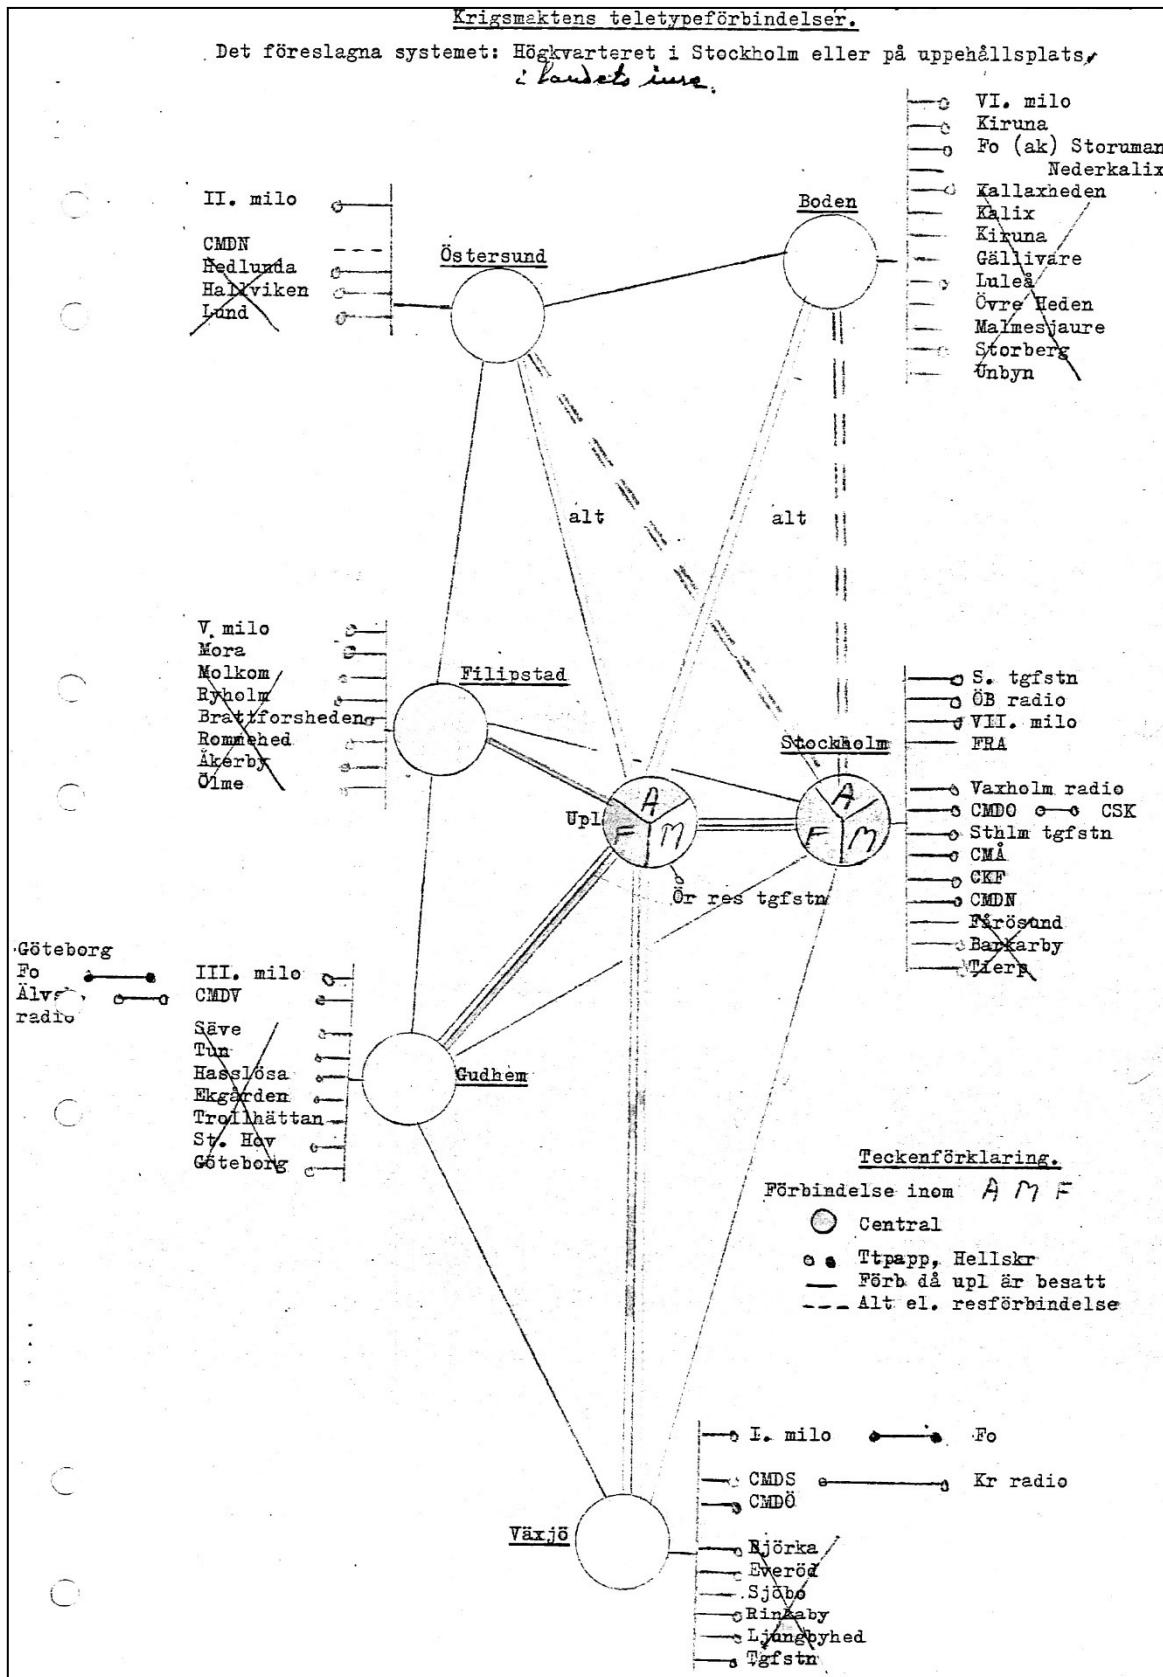 Krigsmaktens teletypeförbindelser.
Det föreslagna systemet: Högkvarteret i Stockholm eller på uppehållsplats,
i landets inre.
VI. milo
Kiruna
Fo (ak) Storuman
Nederkalix
Kallaxheden
Kalix
Kiruna
Gällivare
Luleå
Övre Heden
Malmesjaure
Storberg
Unbyn
Boden
II. milo
CMDN
Hedlunda
Hallviken
Lund
Östersund
alt
alt
V. milo
Mora
Molkom
Ryholm
Brattforsheden
Rommehed
Åkerby
Ölme
Filipstad
Stockholm
S. tgfstn
ÖB radio
VII. milo
FRA
Vaxholm radio
CMDO CSK
Sthlm tgfstn
CMÅ
CKF
CMDN
Fårösund
Barkarby
Tierp
Upl
A
F M
A
F M
Ör res tgfstn
Göteborg
Fo
radio
III. milo
CMDV
Säve
Tun
Hasslösa
Ekgården
Trollhättan
St. Hov
Göteborg
Gudhem
Teckenförklaring.
Förbindelse inom A M F
Central
Ttpapp, Hellskr
Förb då upl är besatt
Alt el. resförbindelse
Växjö
I. milo Fo
CMDS Kr radio
CMDÖ
Björka
Everöd
Sjöbo
Rinkaby
Ljungbyhed
Tgfstn